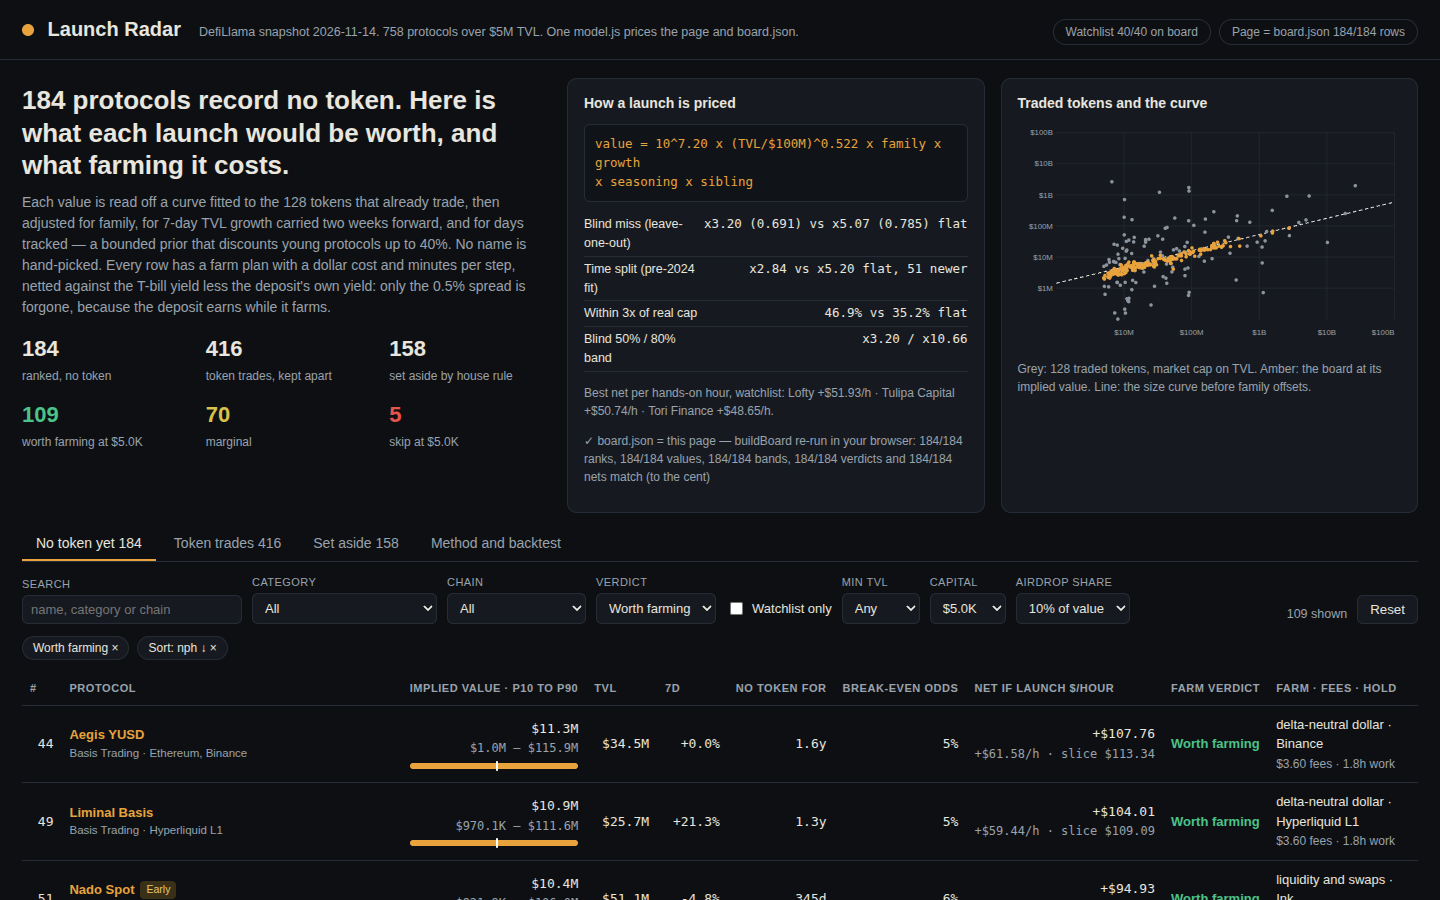 Launch Radar
DefiLlama snapshot 2026-11-14. 758 protocols over $5M TVL. One model.js prices the page and board.json.
Watchlist 40/40 on board
Page = board.json 184/184 rows
184 protocols record no token. Here is
what each launch would be worth, and
what farming it costs.
Each value is read off a curve fitted to the 128 tokens that already trade, then
adjusted for family, for 7-day TVL growth carried two weeks forward, and for days
tracked — a bounded prior that discounts young protocols up to 40%. No name is
hand-picked. Every row has a farm plan with a dollar cost and minutes per step,
netted against the T-bill yield less the deposit's own yield: only the 0.5% spread is
forgone, because the deposit earns while it farms.
184
ranked, no token
416
token trades, kept apart
158
set aside by house rule
109
worth farming at $5.0K
70
marginal
5
skip at $5.0K
How a launch is priced
value = 10^7.20 x (TVL/$100M)^0.522 x family x
growth
x seasoning x sibling
Blind miss (leave-
one-out)
x3.20 (0.691) vs x5.07 (0.785) flat
Time split (pre-2024
fit)
x2.84 vs x5.20 flat, 51 newer
Within 3x of real cap
46.9% vs 35.2% flat
Blind 50% / 80%
band
x3.20 / x10.66
Best net per hands-on hour, watchlist: Lofty +$51.93/h · Tulipa Capital
+$50.74/h · Tori Finance +$48.65/h.
✓ board.json = this page — buildBoard re-run in your browser: 184/184
ranks, 184/184 values, 184/184 bands, 184/184 verdicts and 184/184
nets match (to the cent)
Traded tokens and the curve
$100B
$10B
$1B
$100M
$10M
$1M
$10M
$100M
$1B
$10B
$100B
Grey: 128 traded tokens, market cap on TVL. Amber: the board at its
implied value. Line: the size curve before family offsets.
No token yet 184
Token trades 416
Set aside 158
Method and backtest
SEARCH
name, category or chain
CATEGORY
All
CHAIN
All
VERDICT
Worth farming
Watchlist only
MIN TVL
Any
CAPITAL
$5.0K
AIRDROP SHARE
10% of value
109 shown
Reset
Worth farming ×
Sort: nph ↓ ×
# PROTOCOL IMPLIED VALUE · P10 TO P90 TVL 7D NO TOKEN FOR BREAK-EVEN ODDS NET IF LAUNCH $/HOUR FARM VERDICT FARM · FEES · HOLD
44
Aegis YUSD
Basis Trading · Ethereum, Binance
$11.3M
$1.0M — $115.9M
$34.5M
+0.0%
1.6y
5%
+$107.76
+$61.58/h · slice $113.34
Worth farming
delta-neutral dollar ·
Binance
$3.60 fees · 1.8h work
49
Liminal Basis
Basis Trading · Hyperliquid L1
$10.9M
$970.1K — $111.6M
$25.7M
+21.3%
1.3y
5%
+$104.01
+$59.44/h · slice $109.09
Worth farming
delta-neutral dollar ·
Hyperliquid L1
$3.60 fees · 1.8h work
51
Nado Spot Early
$10.4M
$51.1M
-4.8%
345d
6%
+$94.93
Worth farming
liquidity and swaps ·
Ink